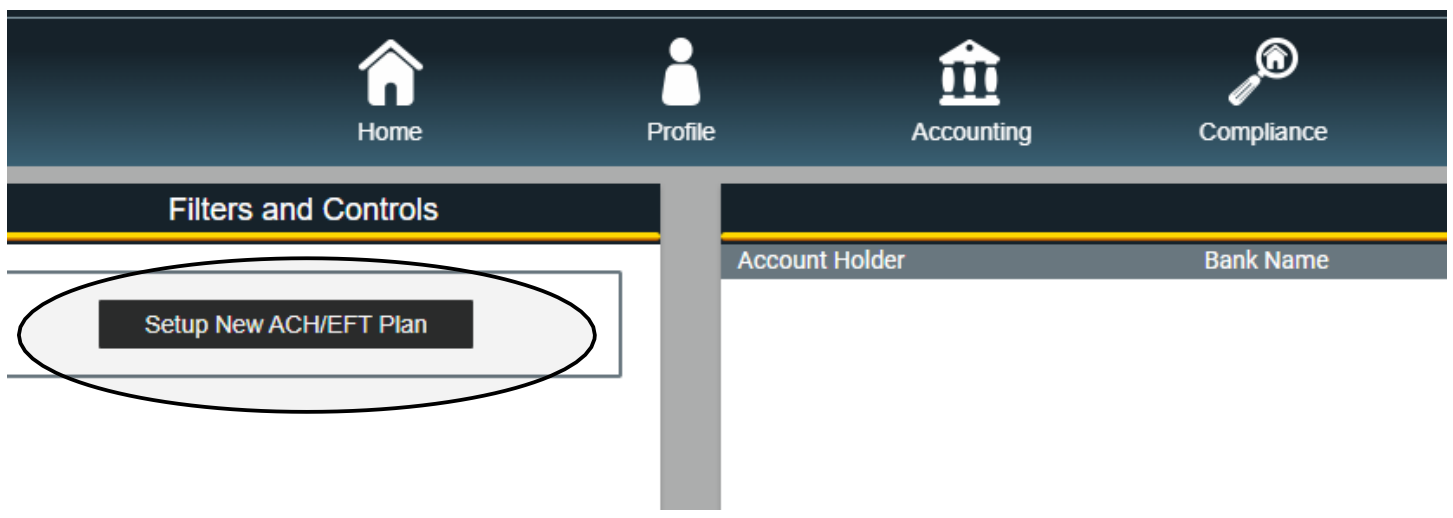 Home
Profile
Accounting
Compliance
Filters and Controls
Setup New ACH/EFT Plan
Account Holder
Bank Name